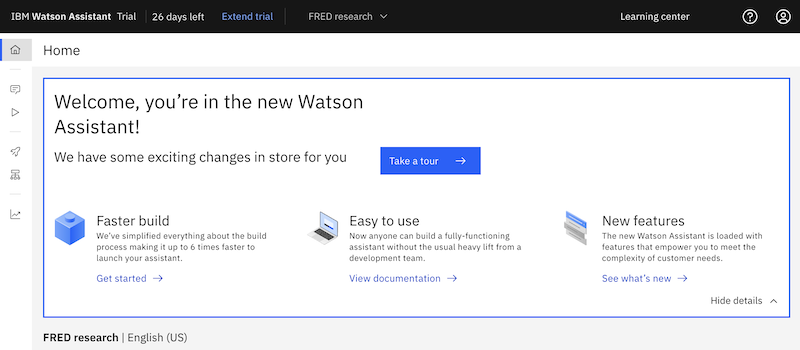 IBM Watson Assistant Trial 26 days left Extend trial FRED research Learning center
Home
Welcome, you’re in the new Watson
Assistant!
We have some exciting changes in store for you
Take a tour
Faster build
We’ve simplified everything about the build
process making it up to 6 times faster to
launch your assistant.
Get started
Easy to use
Now anyone can build a fully-functioning
assistant without the usual heavy lift from a
development team.
View documentation
New features
The new Watson Assistant is loaded with
features that empower you to meet the
complexity of customer needs.
See what’s new
Hide details
FRED research | English (US)